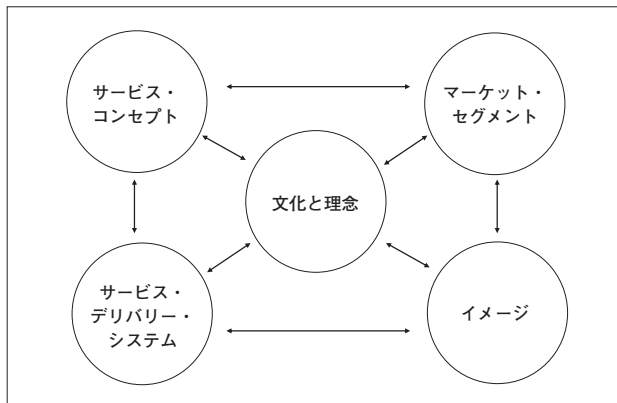 サービス・
コンセプト
マーケット・
セグメント
文化と理念
サービス・
デリバリー・
システム
イメージ